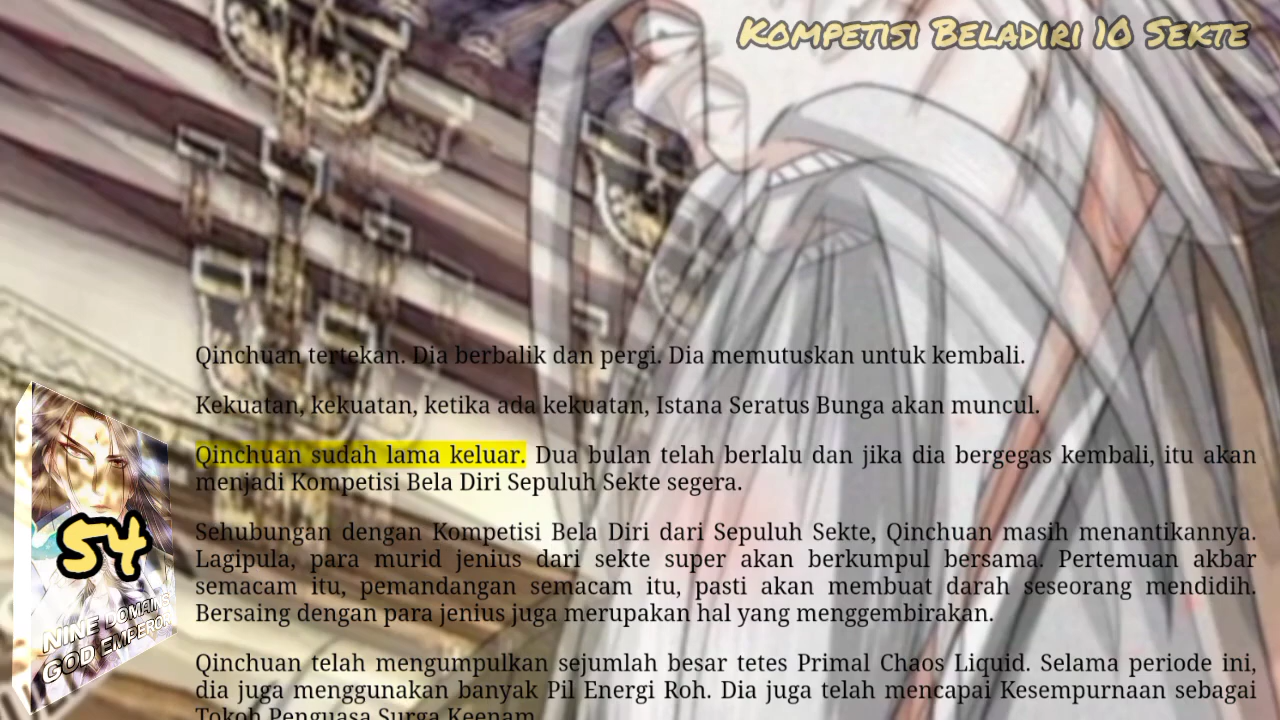 Kompetisi Beladiri 10 Sekte
Qinchuan tertekan. Dia berbalik dan pergi. Dia memutuskan untuk kembali.
Kekuatan, kekuatan, ketika ada kekuatan, Istana Seratus Bunga akan muncul.
Qinchuan sudah lama keluar. Dua bulan telah berlalu dan jika dia bergegas kembali, itu akan
menjadi Kompetisi Bela Diri Sepuluh Sekte segera.
Sehubungan dengan Kompetisi Bela Diri dari Sepuluh Sekte, Qinchuan masih menantikannya.
Lagipula, para murid jenius dari sekte super akan berkumpul bersama. Pertemuan akbar
semacam itu, pemandangan semacam itu, pasti akan membuat darah seseorang mendidih.
Bersaing dengan para jenius juga merupakan hal yang menggembirakan.
54
NINE DOMAINS
GOD EMPEROR
Qinchuan telah mengumpulkan sejumlah besar tetes Primal Chaos Liquid. Selama periode ini,
dia juga menggunakan banyak Pil Energi Roh. Dia juga telah mencapai Kesempurnaan sebagai
Tokoh Penguasa Surga Keenam.